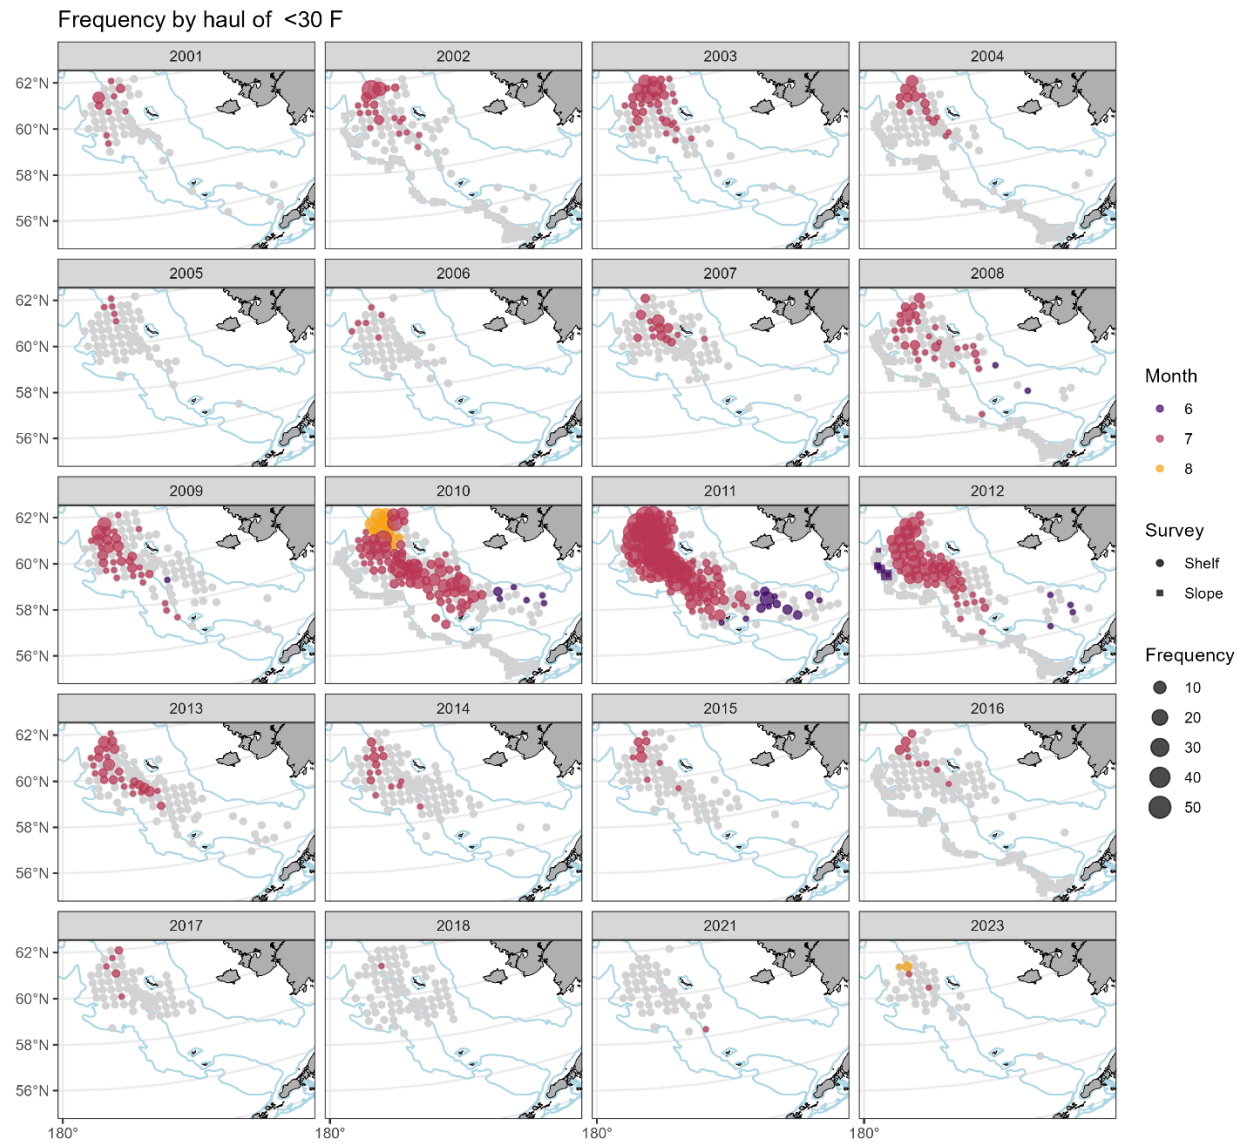 Frequency by haul of  <30 F
2001 2002 2003 2004
62°N
60°N
58°N
56°N
2005 2006 2007 2008
62°N
60°N
58°N
56°N
2009 2010 2011 2012
62°N
60°N
58°N
56°N
2013 2014 2015 2016
62°N
60°N
58°N
56°N
2017 2018 2021 2023
62°N
60°N
58°N
56°N
180° 180° 180° 180°
Month
6
7
8
Survey
Shelf
Slope
Frequency
10
20
30
40
50